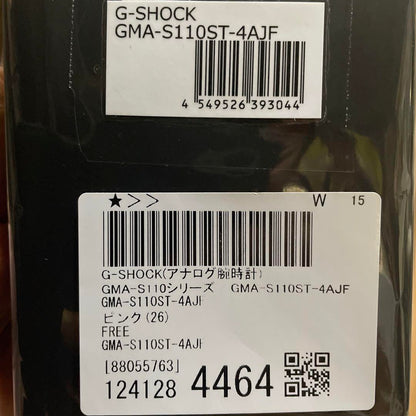 G-SHOCK
GMA-S110ST-4AJF
4 549526 393044
★>> W 15
G-SHOCK(アナログ腕時計)
GMA-S110シリーズ GMA-S110ST-4AJF
GMA-S110ST-4AJF
ピンク(26)
FREE
GMA-S110ST-4AJF
[88055763]
124128 4464